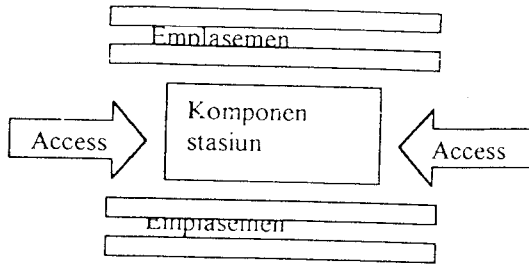 Emplasemen
Komponen
stasiun
Access
Access
Emplasemen